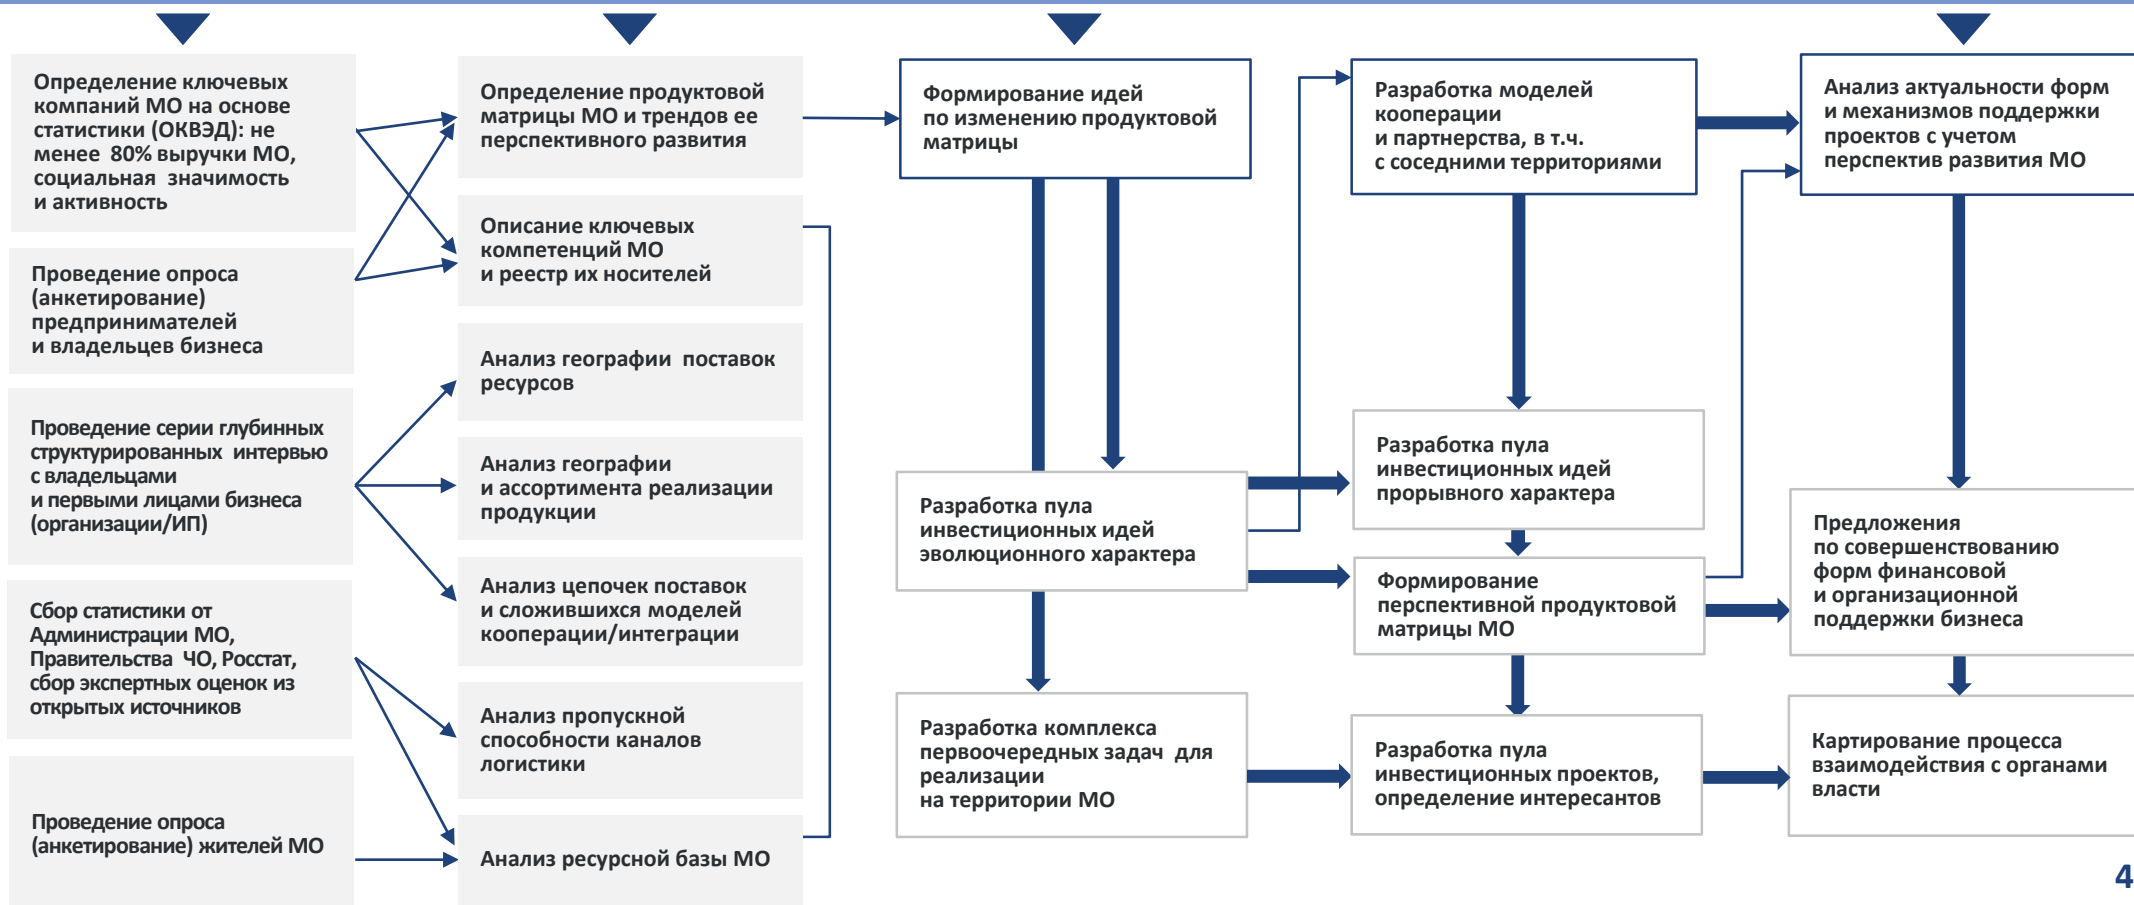 Определение ключевых
компаний МО на основе
статистики (ОКВЭД): не
менее 80% выручки МО,
социальная значимость
и активность
Проведение опроса
(анкетирование)
предпринимателей
и владельцев бизнеса
Проведение серии глубинных
структурированных интервью
с владельцами
и первыми лицами бизнеса
(организации/ИП)
Сбор статистики от
Администрации МО,
Правительства ЧО, Росстат,
сбор экспертных оценок из
открытых источников
Проведение опроса
(анкетирование) жителей МО
Определение продуктовой
матрицы МО и трендов ее
перспективного развития
Описание ключевых
компетенций МО
и реестр их носителей
Анализ географии поставок
ресурсов
Анализ географии
и ассортимента реализации
продукции
Анализ цепочек поставок
и сложившихся моделей
кооперации/интеграции
Анализ пропускной
способности каналов
логистики
Анализ ресурсной базы МО
Формирование идей
по изменению продуктовой
матрицы
Разработка пула
инвестиционных идей
эволюционного характера
Разработка комплекса
первоочередных задач для
реализации
на территории МО
Разработка моделей
кооперации
и партнерства, в т.ч.
с соседними территориями
Разработка пула
инвестиционных идей
прорывного характера
Формирование
перспективной продуктовой
матрицы МО
Разработка пула
инвестиционных проектов,
определение интересантов
Анализ актуальности форм
и механизмов поддержки
проектов с учетом
перспектив развития МО
Предложения
по совершенствованию
форм финансовой
и организационной
поддержки бизнеса
Картирование процесса
взаимодействия с органами
власти
4